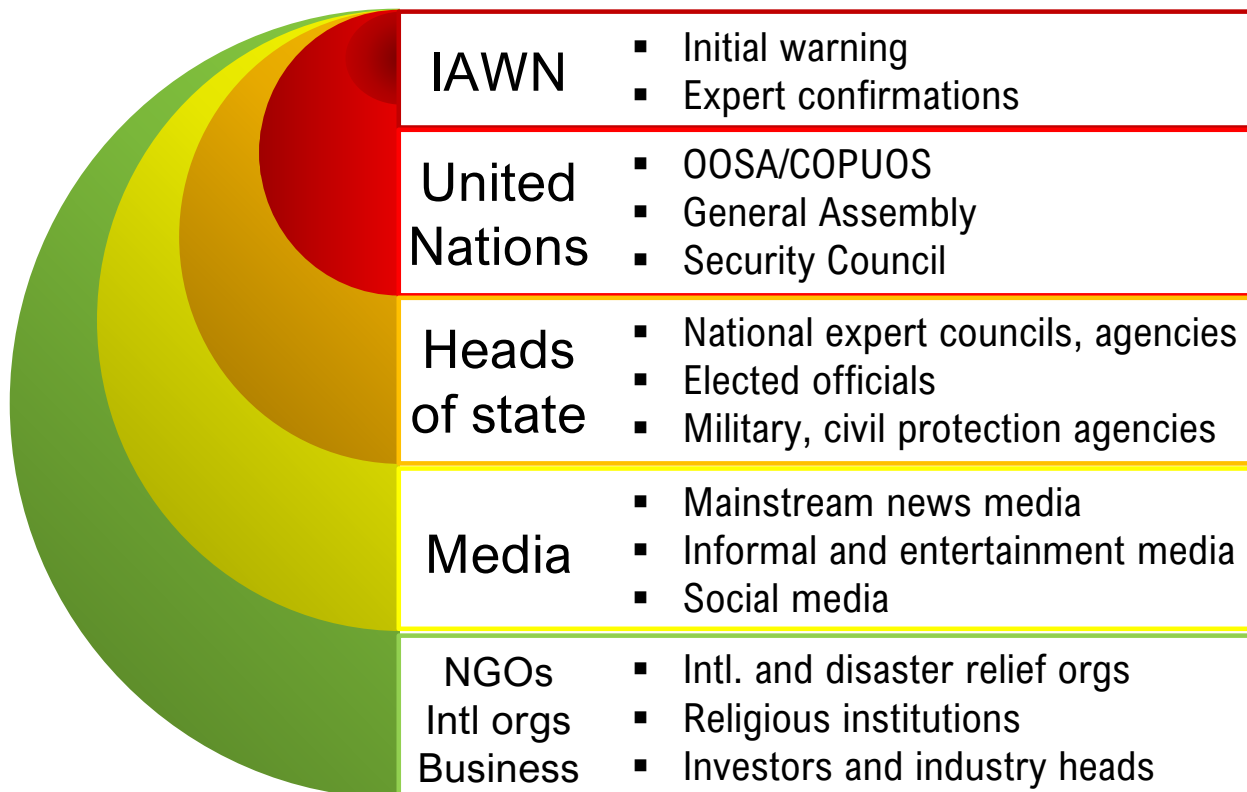 IAWN
▪ Initial warning
▪ Expert confirmations
United
Nations
▪ OOSA/COPUOS
▪ General Assembly
▪ Security Council
Heads
of state
▪ National expert councils, agencies
▪ Elected officials
▪ Military, civil protection agencies
Media
▪ Mainstream news media
▪ Informal and entertainment media
▪ Social media
NGOs
Intl orgs
Business
▪ Intl. and disaster relief orgs
▪ Religious institutions
▪ Investors and industry heads